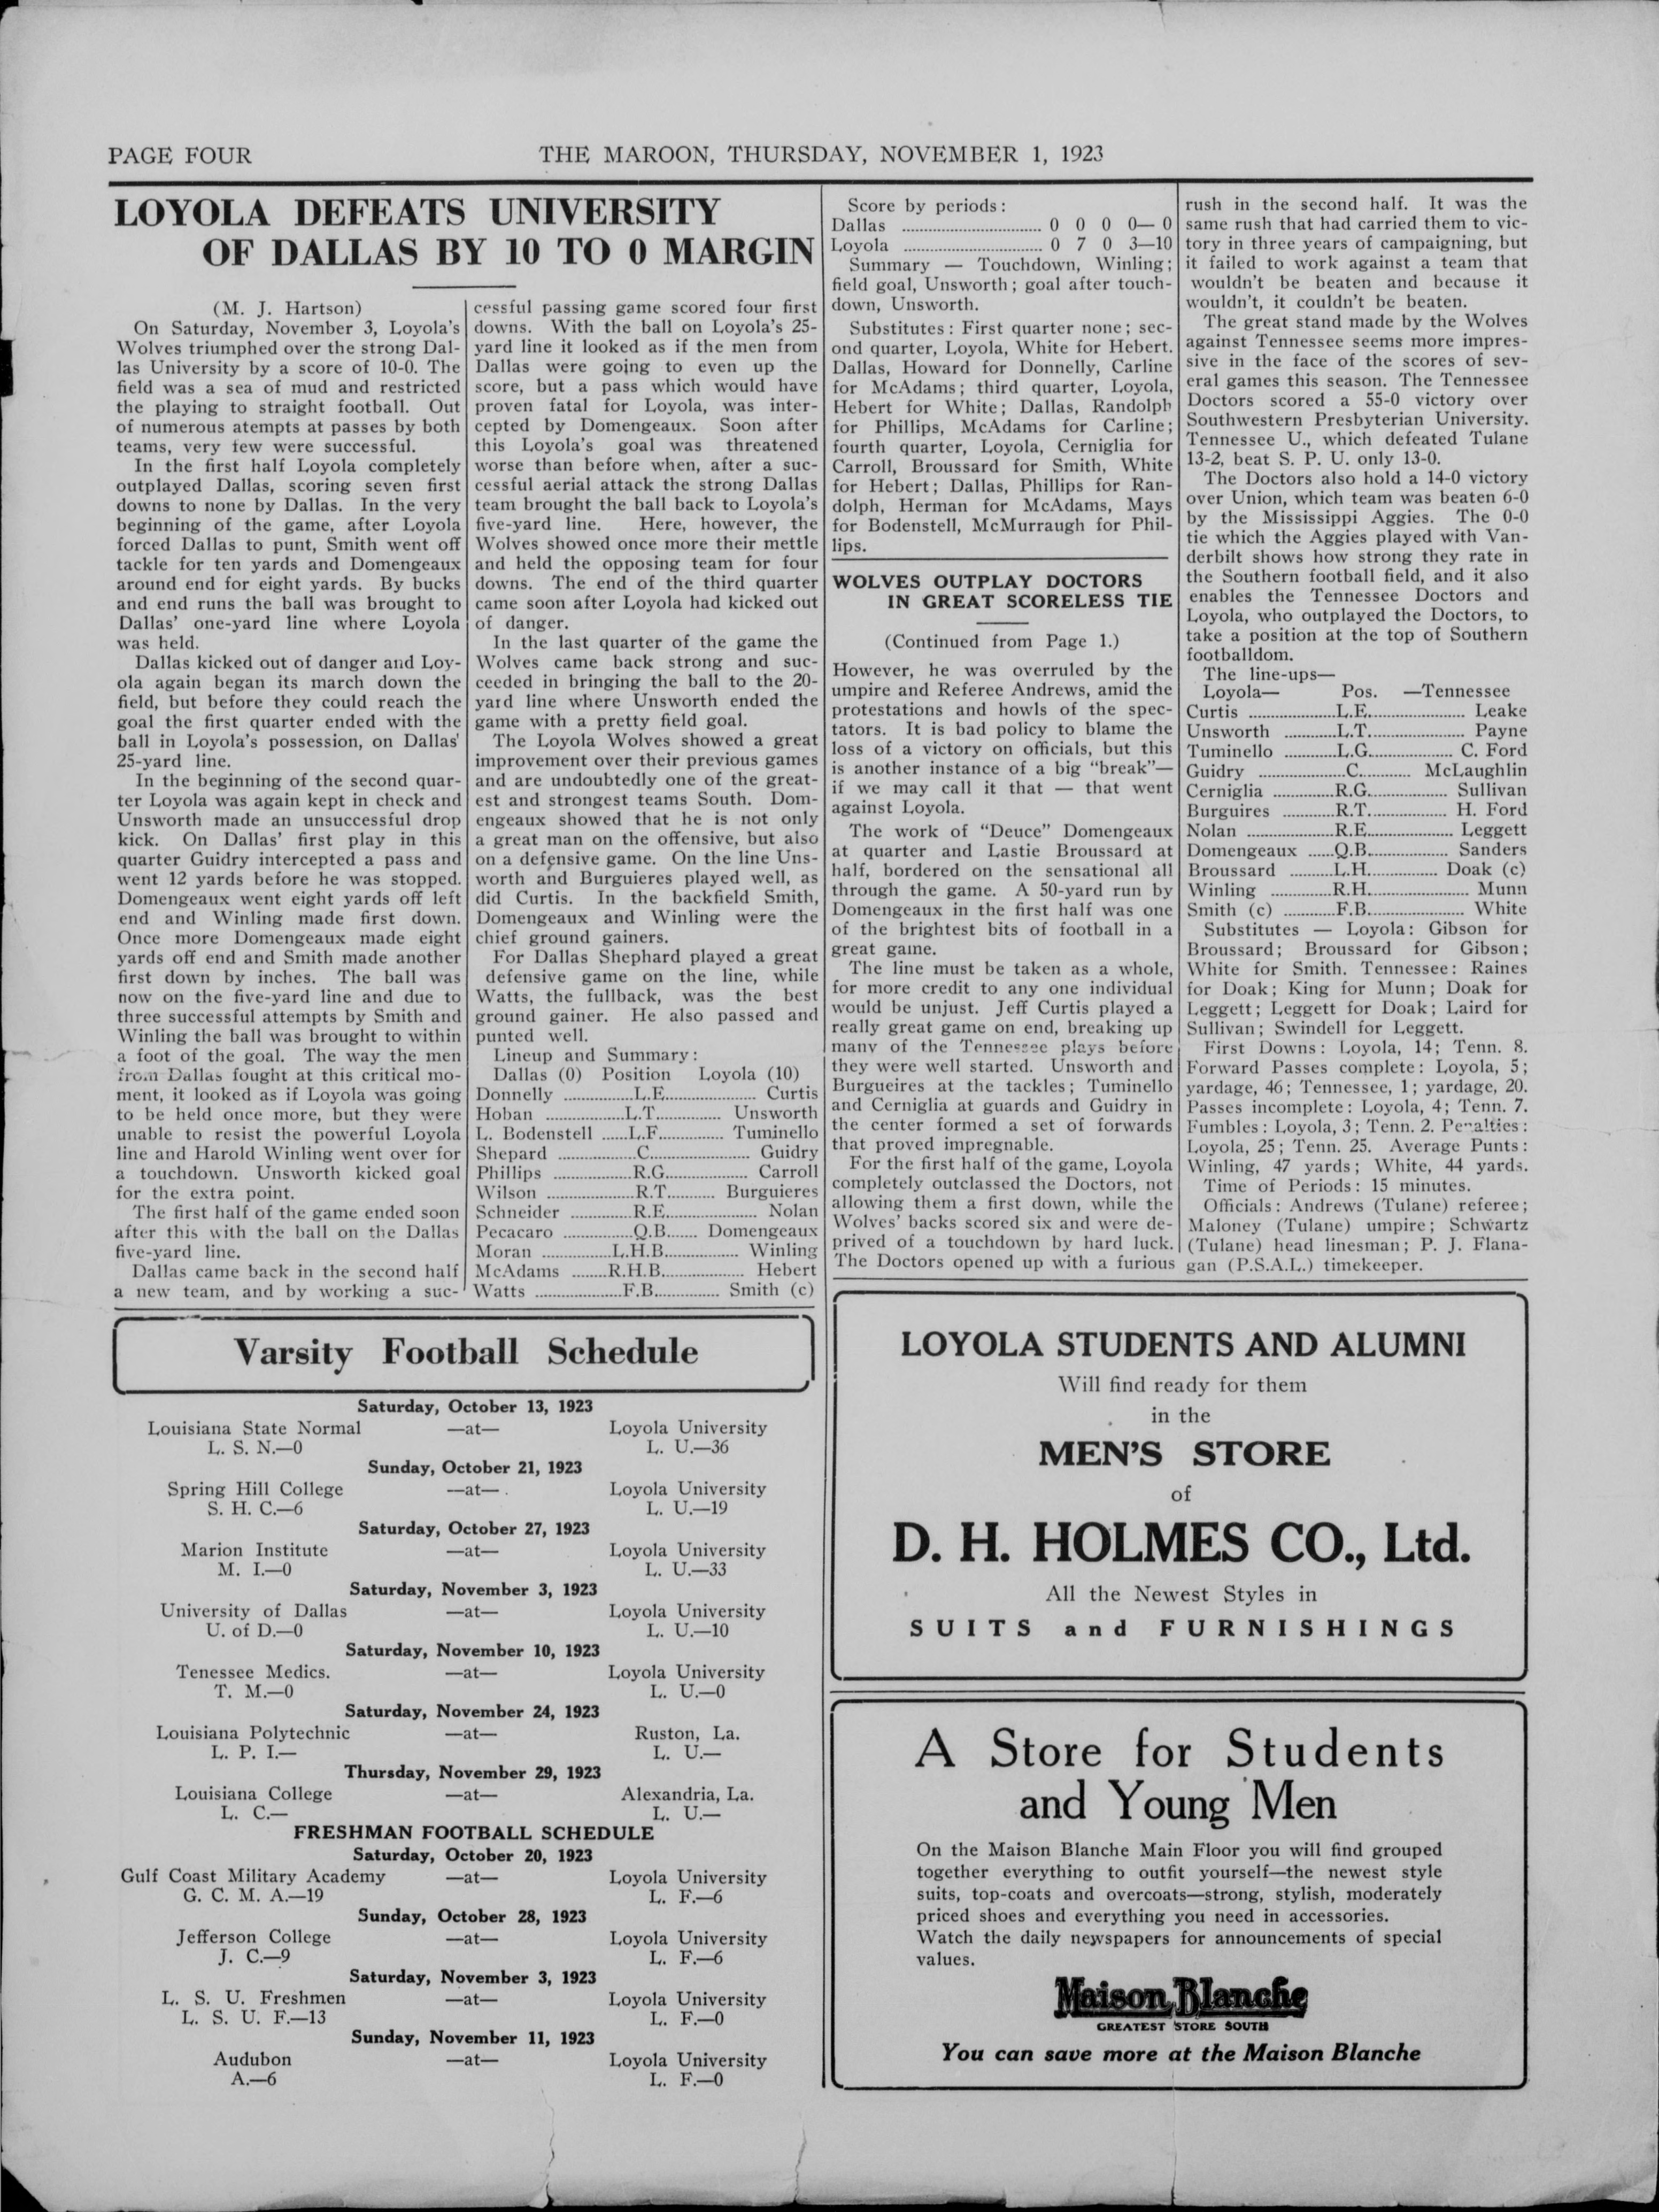 PAGE FOUR
THE MAROON, THURSDAY, NOVEMBER 1, 1923
LOYOLA DEFEATS UNIVERSITY
OF DALLAS BY 10 TO 0 MARGIN
(M. J. Hartson)
On Saturday, November 3, Loyola's
Wolves triumphed over the strong Dal-
las University by a score of 10-0. The
field was a sea of mud and restricted
the playing to straight football. Out
of numerous atempts at passes by both
teams, very few were successful.
In the first half Loyola completely
outplayed Dallas, scoring seven first
downs to none by Dallas. In the very
beginning of the game, after Loyola
forced Dallas to punt, Smith went off
tackle for ten yards and Domengeaux
around end for eight yards. By bucks
and end runs the ball was brought to
Dallas' one-yard line where Loyola
was held.
Dallas kicked out of danger and Loy-
ola again began its march down the
field, but before they could reach the
goal the first quarter ended with the
ball in Loyola's possession, on Dallas'
25-yard line.
In the beginning of the second quar-
ter Loyola was again kept in check and
Unsworth made an unsuccessful drop
kick. On Dallas' first play in this
quarter Guidry intercepted a pass and
went 12 yards before he was stopped.
Domengeaux went eight yards off left
end and Winling made first down.
Once more Domengeaux made eight
yards off end and Smith made another
first down by inches. The ball was
now on the five-yard line and due to
three successful attempts by Smith and
Winling the ball was brought to within
a foot of the goal. The way the men
from Dallas fought at this critical mo-
ment, it looked as if Loyola was going
to be held once more, but they were
unable to resist the powerful Loyola
line and Harold Winling went over for
a touchdown. Unsworth kicked goal
for the extra point.
The first half of the game ended soon
after this with the ball on the Dallas
five-yard line.
Dallas came back in the second half
a new team, and by working a suc-
cessful passing game scored four first
downs. With the ball on Loyola's 25-
yard line it looked as if the men from
Dallas were going to even up the
score, but a pass which would have
proven fatal for Loyola, was inter-
cepted by Domengeaux. Soon after
this Loyola's goal was threatened
worse than before when, after a suc-
cessful aerial attack the strong Dallas
team brought the ball back to Loyola's
five-yard line. Here, however, the
Wolves showed once more their mettle
and held the opposing team for four
downs. The end of the third quarter
came soon after Loyola had kicked out
of danger.
In the last quarter of the game the
Wolves came back strong and suc-
ceeded in bringing the ball to the 20-
yard line where Unsworth ended the
game with a pretty field goal.
The Loyola Wolves showed a great
improvement over their previous games
and are undoubtedly one of the great-
est and strongest teams South. Dom-
engeaux showed that he is not only
a great man on the offensive, but also
on a defensive game. On the line Uns-
worth and Burguieres played well, as
did Curtis. In the backfield Smith,
Domengeaux and Winling were the
chief ground gainers.
For Dallas Shephard played a great
defensive game on the line, while
Watts, the fullback, was the best
ground gainer. He also passed and
punted well.
Lineup and Summary:
Dallas (0) Position Loyola (10)
Donnelly ...............L.E.................... Curtis
Hoban .................L.T.............. Unsworth
L. Bodenstell ......L.F.............. Tuminello
Shepard .................C...................... Guidry
Phillips .................R.G.................. Carroll
Wilson ...................R.T.......... Burguieres
Schneider .............R.E.................... Nolan
Pecacaro ...............Q.B....... Domengeaux
Moran ...............L.H.B................ Winling
McAdams ........R.H.B.................. Hebert
Watts ...................F.B.............. Smith (c)
Score by periods:
Dallas .............................. 0 0 0 0— 0
Loyola .............................. 0 7 0 3—10
Summary — Touchdown, Winling;
field goal, Unsworth; goal after touch-
down, Unsworth.
Substitutes: First quarter none; sec-
ond quarter, Loyola, White for Hebert.
Dallas, Howard for Donnelly, Carline
for McAdams; third quarter, Loyola,
Hebert for White; Dallas, Randolph
for Phillips, McAdams for Carline;
fourth quarter, Loyola, Cerniglia for
Carroll, Broussard for Smith, White
for Hebert; Dallas, Phillips for Ran-
dolph, Herman for McAdams, Mays
for Bodenstell, McMurraugh for Phil-
lips.
WOLVES OUTPLAY DOCTORS
IN GREAT SCORELESS TIE
(Continued from Page 1.)
However, he was overruled by the
umpire and Referee Andrews, amid the
protestations and howls of the spec-
tators. It is bad policy to blame the
loss of a victory on officials, but this
is another instance of a big "break"—
if we may call it that — that went
against Loyola.
The work of "Deuce" Domengeaux
at quarter and Lastie Broussard at
half, bordered on the sensational all
through the game. A 50-yard run by
Domengeaux in the first half was one
of the brightest bits of football in a
great game.
The line must be taken as a whole,
for more credit to any one individual
would be unjust. Jeff Curtis played a
really great game on end, breaking up
many of the Tennessee plays before
they were well started. Unsworth and
Burgueires at the tackles; Tuminello
and Cerniglia at guards and Guidry in
the center formed a set of forwards
that proved impregnable.
For the first half of the game, Loyola
completely outclassed the Doctors, not
allowing them a first down, while the
Wolves' backs scored six and were de-
prived of a touchdown by hard luck.
The Doctors opened up with a furious
rush in the second half. It was the
same rush that had carried them to vic-
tory in three years of campaigning, but
it failed to work against a team that
wouldn't be beaten and because it
wouldn't, it couldn't be beaten.
The great stand made by the Wolves
against Tennessee seems more impres-
sive in the face of the scores of sev-
eral games this season. The Tennessee
Doctors scored a 55-0 victory over
Southwestern Presbyterian University.
Tennessee U., which defeated Tulane
13-2, beat S. P. U. only 13-0.
The Doctors also hold a 14-0 victory
over Union, which team was beaten 6-0
by the Mississippi Aggies. The 0-0
tie which the Aggies played with Van-
derbilt shows how strong they rate in
the Southern football field, and it also
enables the Tennessee Doctors and
Loyola, who outplayed the Doctors, to
take a position at the top of Southern
footballdom.
The line-ups—
Loyola— Pos. —Tennessee
Curtis ...................L.E..................... Leake
Unsworth ...........L.T..................... Payne
Tuminello ...........L.G.................. C. Ford
Guidry ...................C........... McLaughlin
Cerniglia .............R.G................. Sullivan
Burguires ...........R.T................. H. Ford
Nolan ...................R.E................... Leggett
Domengeaux ......Q.B.................. Sanders
Broussard .........L.H............... Doak (c)
Winling .............R.H...................... Munn
Smith (c) ...........F.B..................... White
Substitutes — Loyola: Gibson for
Broussard; Broussard for Gibson;
White for Smith. Tennessee: Raines
for Doak; King for Munn; Doak for
Leggett; Leggett for Doak; Laird for
Sullivan; Swindell for Leggett.
First Downs: Loyola, 14; Tenn. 8.
Forward Passes complete: Loyola, 5;
yardage, 46; Tennessee, 1; yardage, 20.
Passes incomplete: Loyola, 4; Tenn. 7.
Fumbles: Loyola, 3; Tenn. 2. Penalties:
Loyola, 25; Tenn. 25. Average Punts:
Winling, 47 yards; White, 44 yards.
Time of Periods: 15 minutes.
Officials: Andrews (Tulane) referee;
Maloney (Tulane) umpire; Schwartz
(Tulane) head linesman; P. J. Flana-
gan (P.S.A.L.) timekeeper.
Varsity Football Schedule
Saturday, October 13, 1923
Louisiana State Normal —at— Loyola University
L. S. N.—0 L. U.—36
Sunday, October 21, 1923
Spring Hill College —at— Loyola University
S. H. C.—6 L. U.—19
Saturday, October 27, 1923
Marion Institute —at— Loyola University
M. I.—0 L. U.—33
Saturday, November 3, 1923
University of Dallas —at— Loyola University
U. of D.—0 L. U.—10
Saturday, November 10, 1923
Tenessee Medics. —at— Loyola University
T. M.—0 L. U.—0
Saturday, November 24, 1923
Louisiana Polytechnic —at— Ruston, La.
L. P. I.— L. U.—
Thursday, November 29, 1923
Louisiana College —at— Alexandria, La.
L. C.— L. U.—
FRESHMAN FOOTBALL SCHEDULE
Saturday, October 20, 1923
Gulf Coast Military Academy —at— Loyola University
G. C. M. A.—19 L. F.—6
Sunday, October 28, 1923
Jefferson College —at— Loyola University
J. C.—9 L. F.—6
Saturday, November 3, 1923
L. S. U. Freshmen —at— Loyola University
L. S. U. F.—13 L. F.—0
Sunday, November 11, 1923
Audubon —at— Loyola University
A.—6 L. F.—0
LOYOLA STUDENTS AND ALUMNI
Will find ready for them
in the
MEN'S STORE
of
D. H. HOLMES CO., Ltd.
All the Newest Styles in
SUITS and FURNISHINGS
A Store for Students
and Young Men
On the Maison Blanche Main Floor you will find grouped
together everything to outfit yourself—the newest style
suits, top-coats and overcoats—strong, stylish, moderately
priced shoes and everything you need in accessories.
Watch the daily newspapers for announcements of special
values.
Maison Blanche
GREATEST STORE SOUTH
You can save more at the Maison Blanche